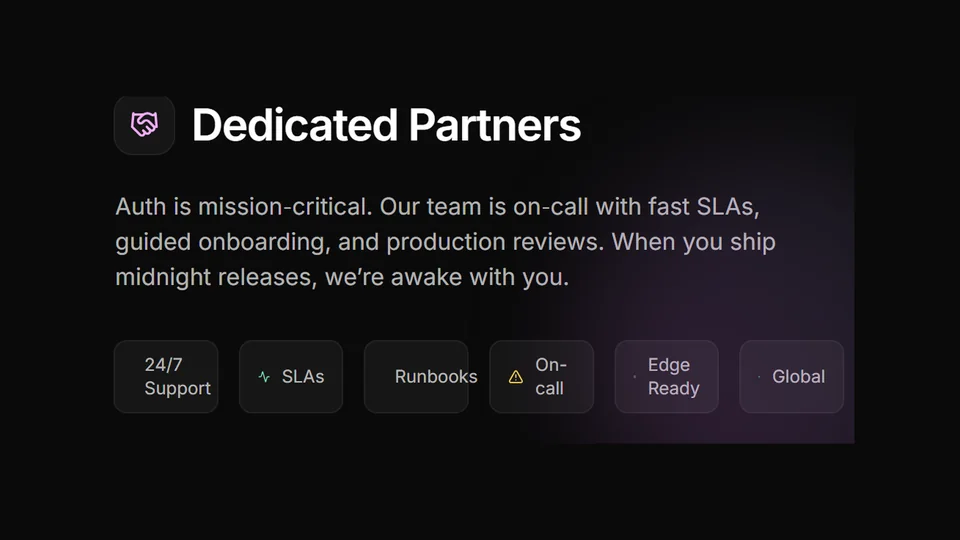 Dedicated Partners
Auth is mission-critical. Our team is on-call with fast SLAs,
guided onboarding, and production reviews. When you ship
midnight releases, we’re awake with you.
24/7
Support
SLAs
Runbooks
On-
call
Edge
Ready
Global